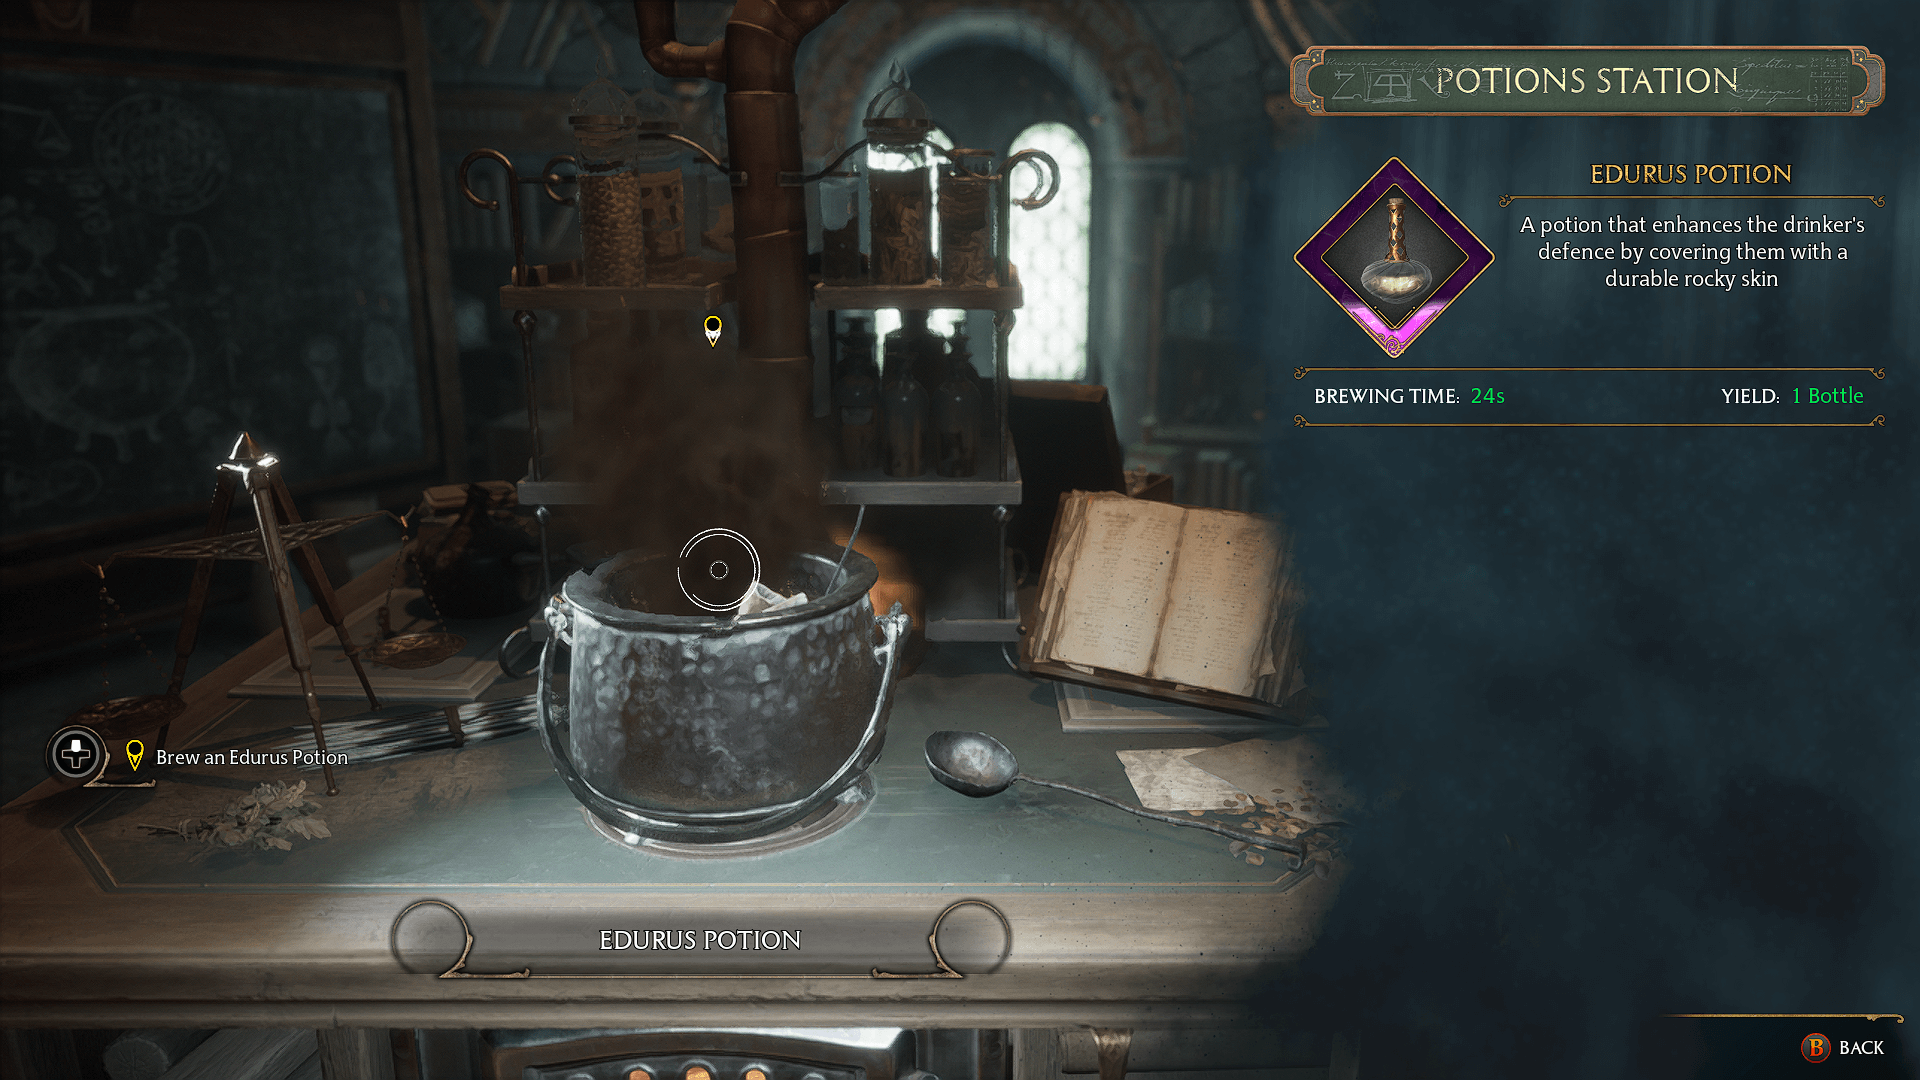 POTIONS STATION
EDURUS POTION
A potion that enhances the drinker's
defence by covering them with a
durable rocky skin
BREWING TIME: 24s
YIELD: 1 Bottle
Brew an Edurus Potion
EDURUS POTION
B BACK